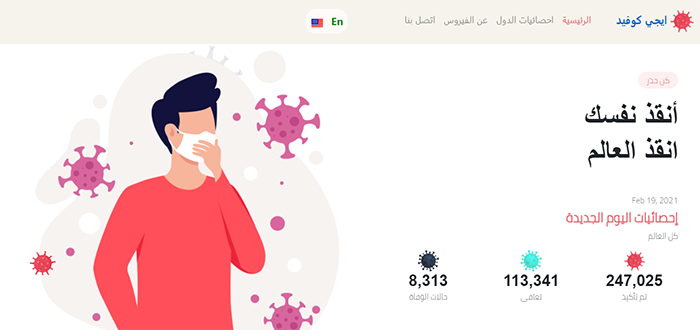 ايجي كوفيد
الرئيسية احصائيات الدول عن الفيروس اتصل بنا
En
كن حذر
أنقذ نفسك
انقذ العالم
Feb 19, 2021
إحصائيات اليوم الجديدة
كل العالم
247,025 113,341 8,313
تم تأكيد تعافى حالات الوفاة